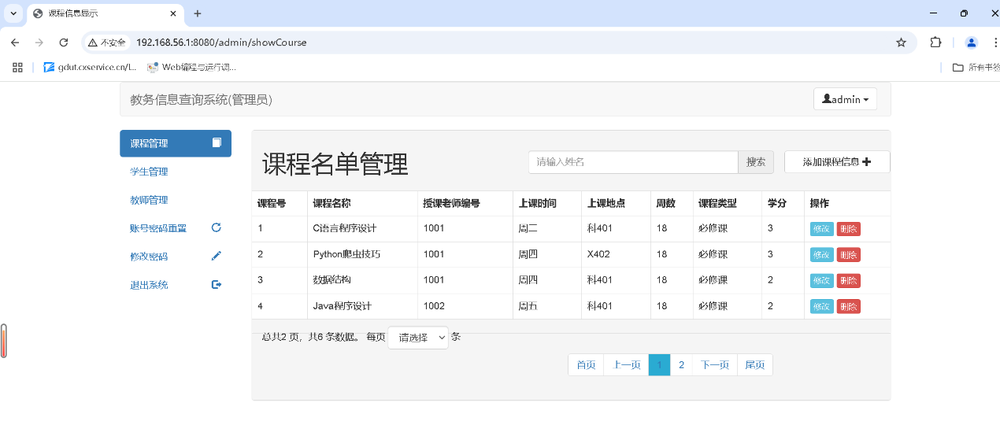 课程信息显示
不安全 192.168.56.1:8080/admin/showCourse
gdut.cxservice.cn/l... Web编程与运行调... 所有书签
教务信息查询系统(管理员) admin
课程管理
学生管理
教师管理
账号密码重置
修改密码
退出系统
课程名单管理 请输入姓名 搜索 添加课程信息
课程号 课程名称 授课老师编号 上课时间 上课地点 周数 课程类型 学分 操作
1 C语言程序设计 1001 周二 科401 18 必修课 3 修改 删除
2 Python爬虫技巧 1001 周四 X402 18 必修课 3 修改 删除
3 数据结构 1001 周四 科401 18 必修课 2 修改 删除
4 Java程序设计 1002 周五 科401 18 必修课 2 修改 删除
总共2 页，共6 条数据。 每页 请选择 条
首页 上一页 1 2 下一页 尾页